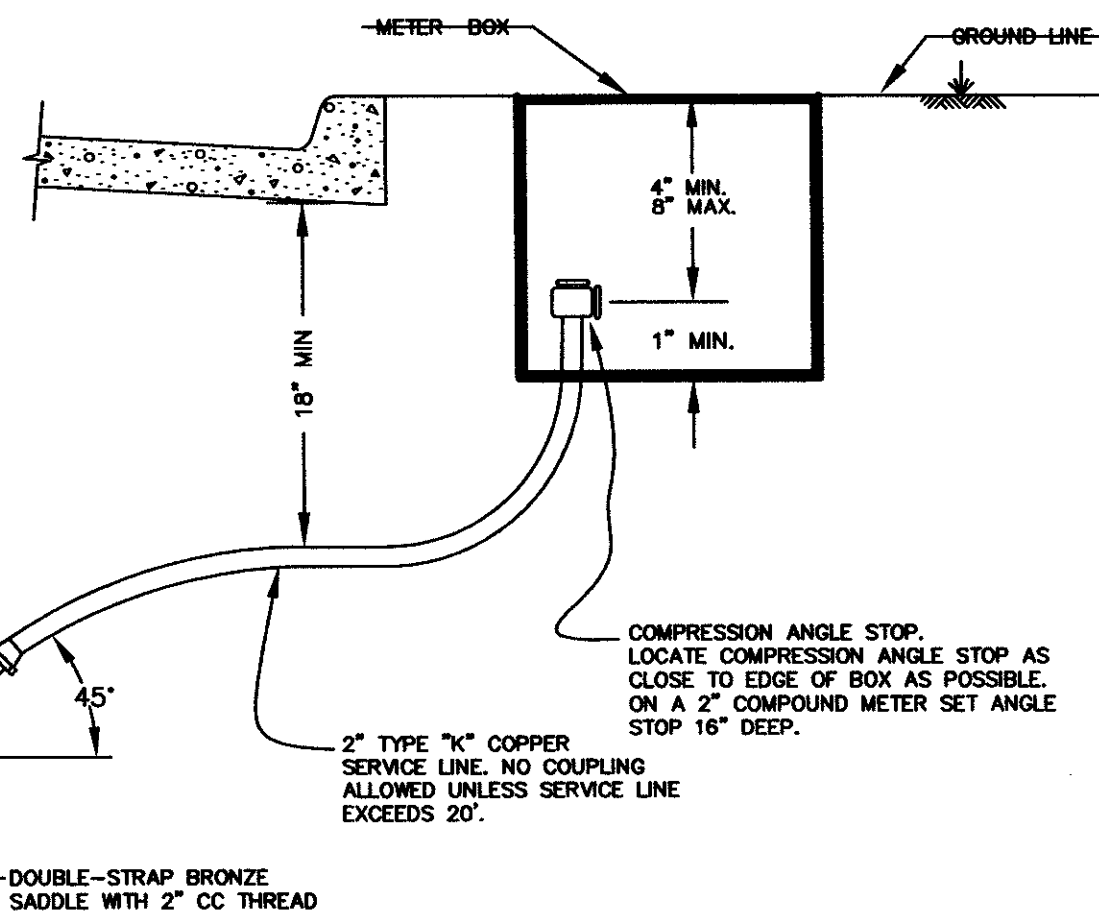 METER BOX
GROUND LINE
4" MIN.
8" MAX.
1" MIN.
18" MIN
45°
COMPRESSION ANGLE STOP.
LOCATE COMPRESSION ANGLE STOP AS
CLOSE TO EDGE OF BOX AS POSSIBLE.
ON A 2" COMPOUND METER SET ANGLE
STOP 16" DEEP.
2" TYPE "K" COPPER
SERVICE LINE. NO COUPLING
ALLOWED UNLESS SERVICE LINE
EXCEEDS 20'.
DOUBLE-STRAP BRONZE
SADDLE WITH 2" CC THREAD